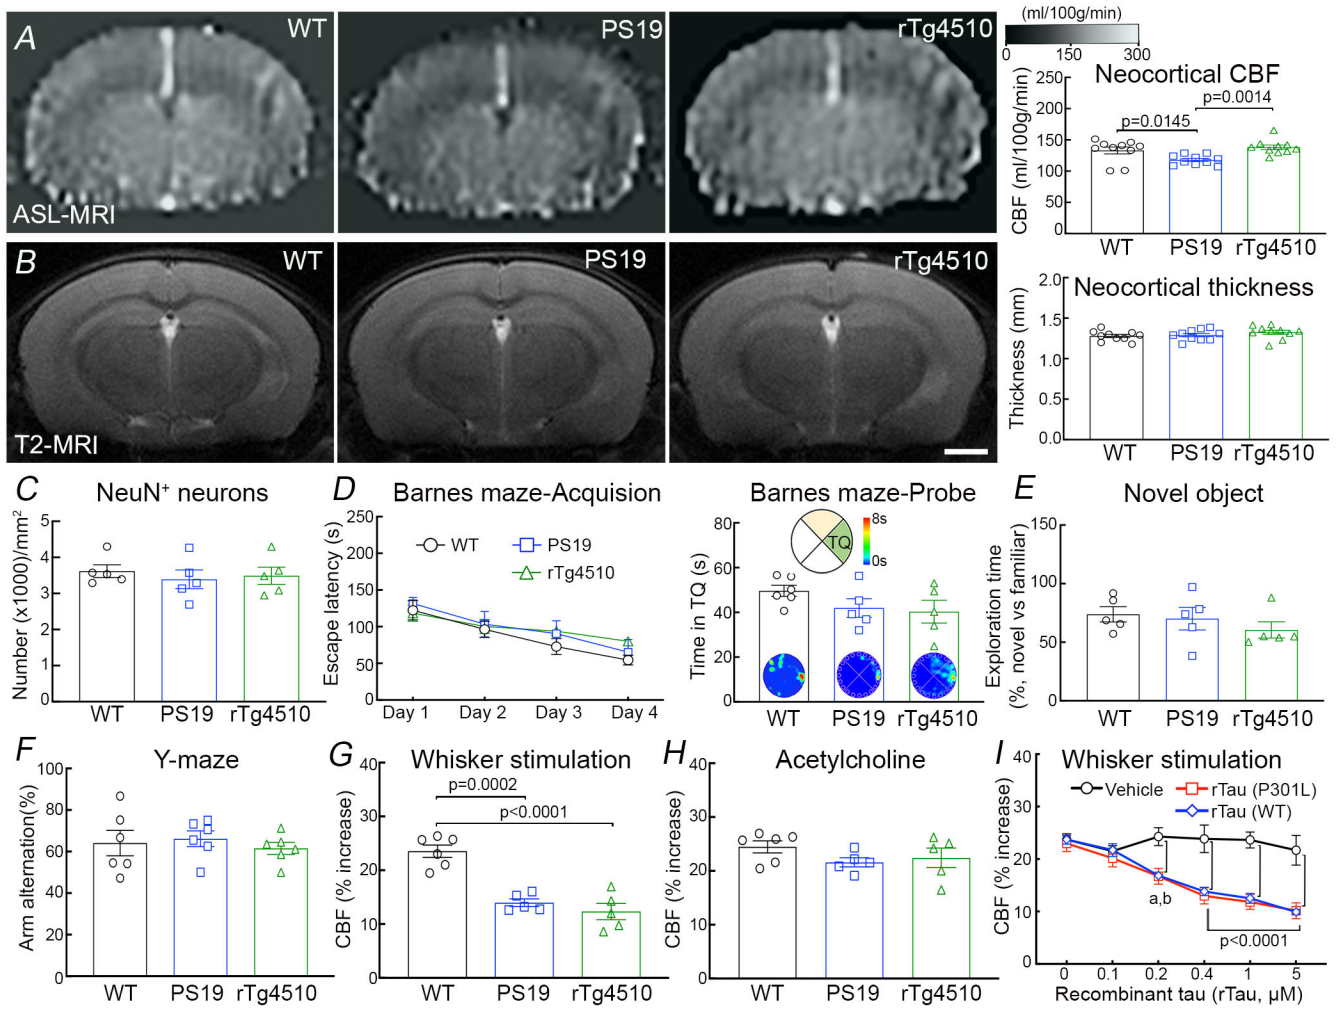 A
WT
PS19
rTg4510
ASL-MRI
(ml/100g/min)
0 150 300
Neocortical CBF
CBF (ml/100g/min)
250
200
150
100
50
0
p=0.0145
p=0.0014
WT PS19 rTg4510
B
WT
PS19
rTg4510
T2-MRI
Neocortical thickness
Thickness (mm)
2.0
1.5
1.0
0.5
0.0
WT PS19 rTg4510
C
NeuN+ neurons
Number (x1000)/mm2
5
4
3
2
1
0
WT PS19 rTg4510
D
Barnes maze-Acquision
Escape latency (s)
250
200
150
100
50
0
WT
PS19
rTg4510
Day 1 Day 2 Day 3 Day 4
Barnes maze-Probe
Time in TQ (s)
80
60
40
20
0
TQ
8s
0s
WT PS19 rTg4510
E
Novel object
Exploration time
(%, novel vs familiar)
150
100
50
0
WT PS19 rTg4510
F
Y-maze
Arm alternation(%)
100
80
60
40
20
0
WT PS19 rTg4510
G
Whisker stimulation
CBF (% increase)
40
30
20
10
0
p=0.0002
p<0.0001
WT PS19 rTg4510
H
Acetylcholine
CBF (% increase)
40
30
20
10
0
WT PS19 rTg4510
I
Whisker stimulation
CBF (% increase)
40
30
20
10
0
Vehicle
rTau (P301L)
rTau (WT)
a,b
p<0.0001
0 0.1 0.2 0.4 1 5
Recombinant tau (rTau, μM)